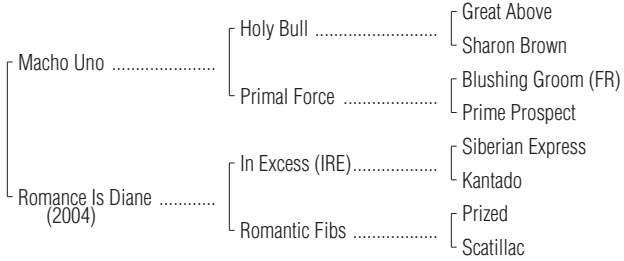 Great Above
Holy Bull ......................
Sharon Brown
Macho Uno ......................
Blushing Groom (FR)
Primal Force ...................
Prime Prospect
Siberian Express
In Excess (IRE).................
Kantado
Romance Is Diane ............
(2004)
Prized
Romantic Fibs .................
Scatillac